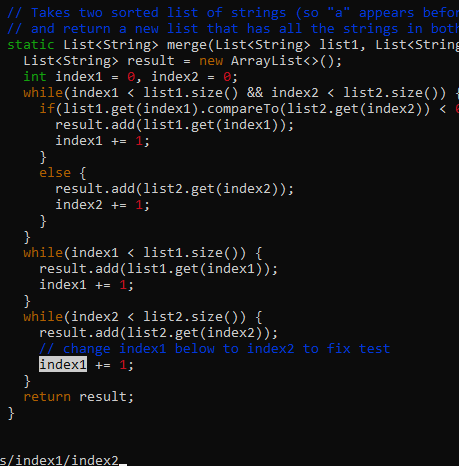 // Takes two sorted list of strings (so "a" appears
// and return a new list that has all the strings in
static List<String> merge(List<String> list1,
List<String> result = new ArrayList<>();
int index1 = 0, index2 = 0;
while(index1 < list1.size() && index2 < list2.size()) {
if(list1.get(index1).compareTo(list2.get(index2)) < 0
result.add(list1.get(index1));
index1 += 1;
}
else {
result.add(list2.get(index2));
index2 += 1;
}
}
while(index1 < list1.size()) {
result.add(list1.get(index1));
index1 += 1;
}
while(index2 < list2.size()) {
result.add(list2.get(index2));
// change index1 below to index2 to fix test
index1 += 1;
}
return result;
}
s/index1/index2